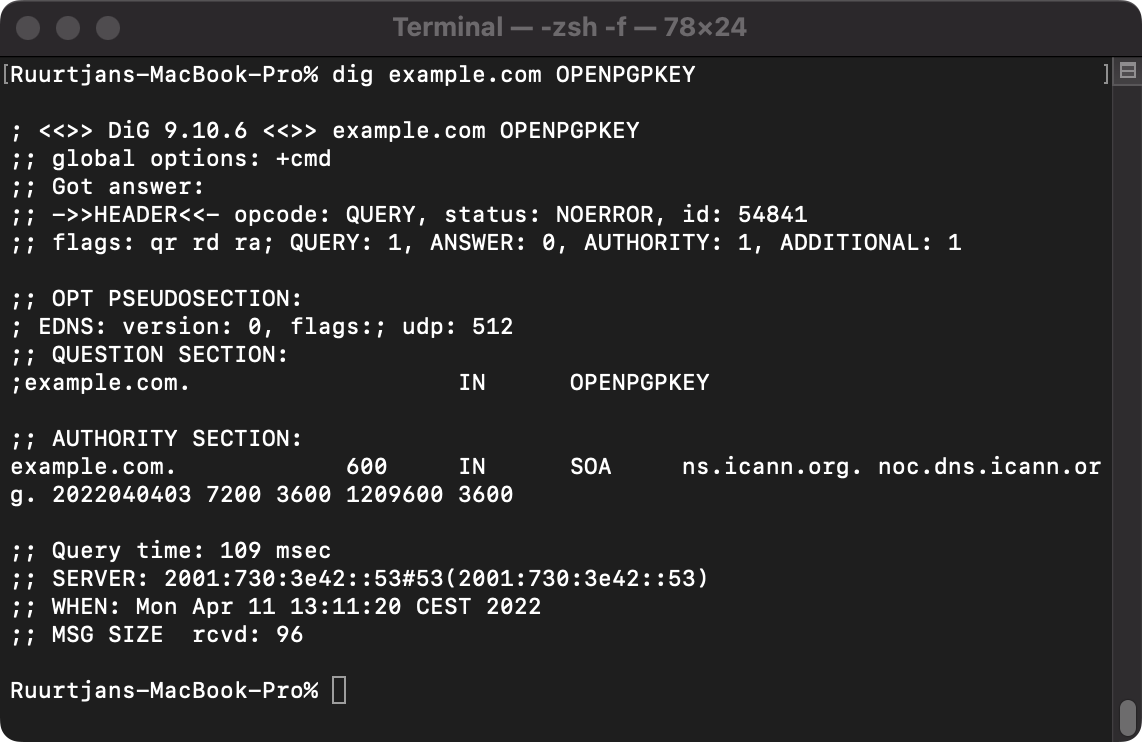 Terminal — -zsh -f — 78×24
[Ruurtjans-MacBook-Pro% dig example.com OPENPGPKEY ]
; <<>> DiG 9.10.6 <<>> example.com OPENPGPKEY
;; global options: +cmd
;; Got answer:
;; ->>HEADER<<- opcode: QUERY, status: NOERROR, id: 54841
;; flags: qr rd ra; QUERY: 1, ANSWER: 0, AUTHORITY: 1, ADDITIONAL: 1
;; OPT PSEUDOSECTION:
; EDNS: version: 0, flags:; udp: 512
;; QUESTION SECTION:
;example.com. IN OPENPGPKEY
;; AUTHORITY SECTION:
example.com. 600 IN SOA ns.icann.org. noc.dns.icann.or
g. 2022040403 7200 3600 1209600 3600
;; Query time: 109 msec
;; SERVER: 2001:730:3e42::53#53(2001:730:3e42::53)
;; WHEN: Mon Apr 11 13:11:20 CEST 2022
;; MSG SIZE  rcvd: 96
Ruurtjans-MacBook-Pro%